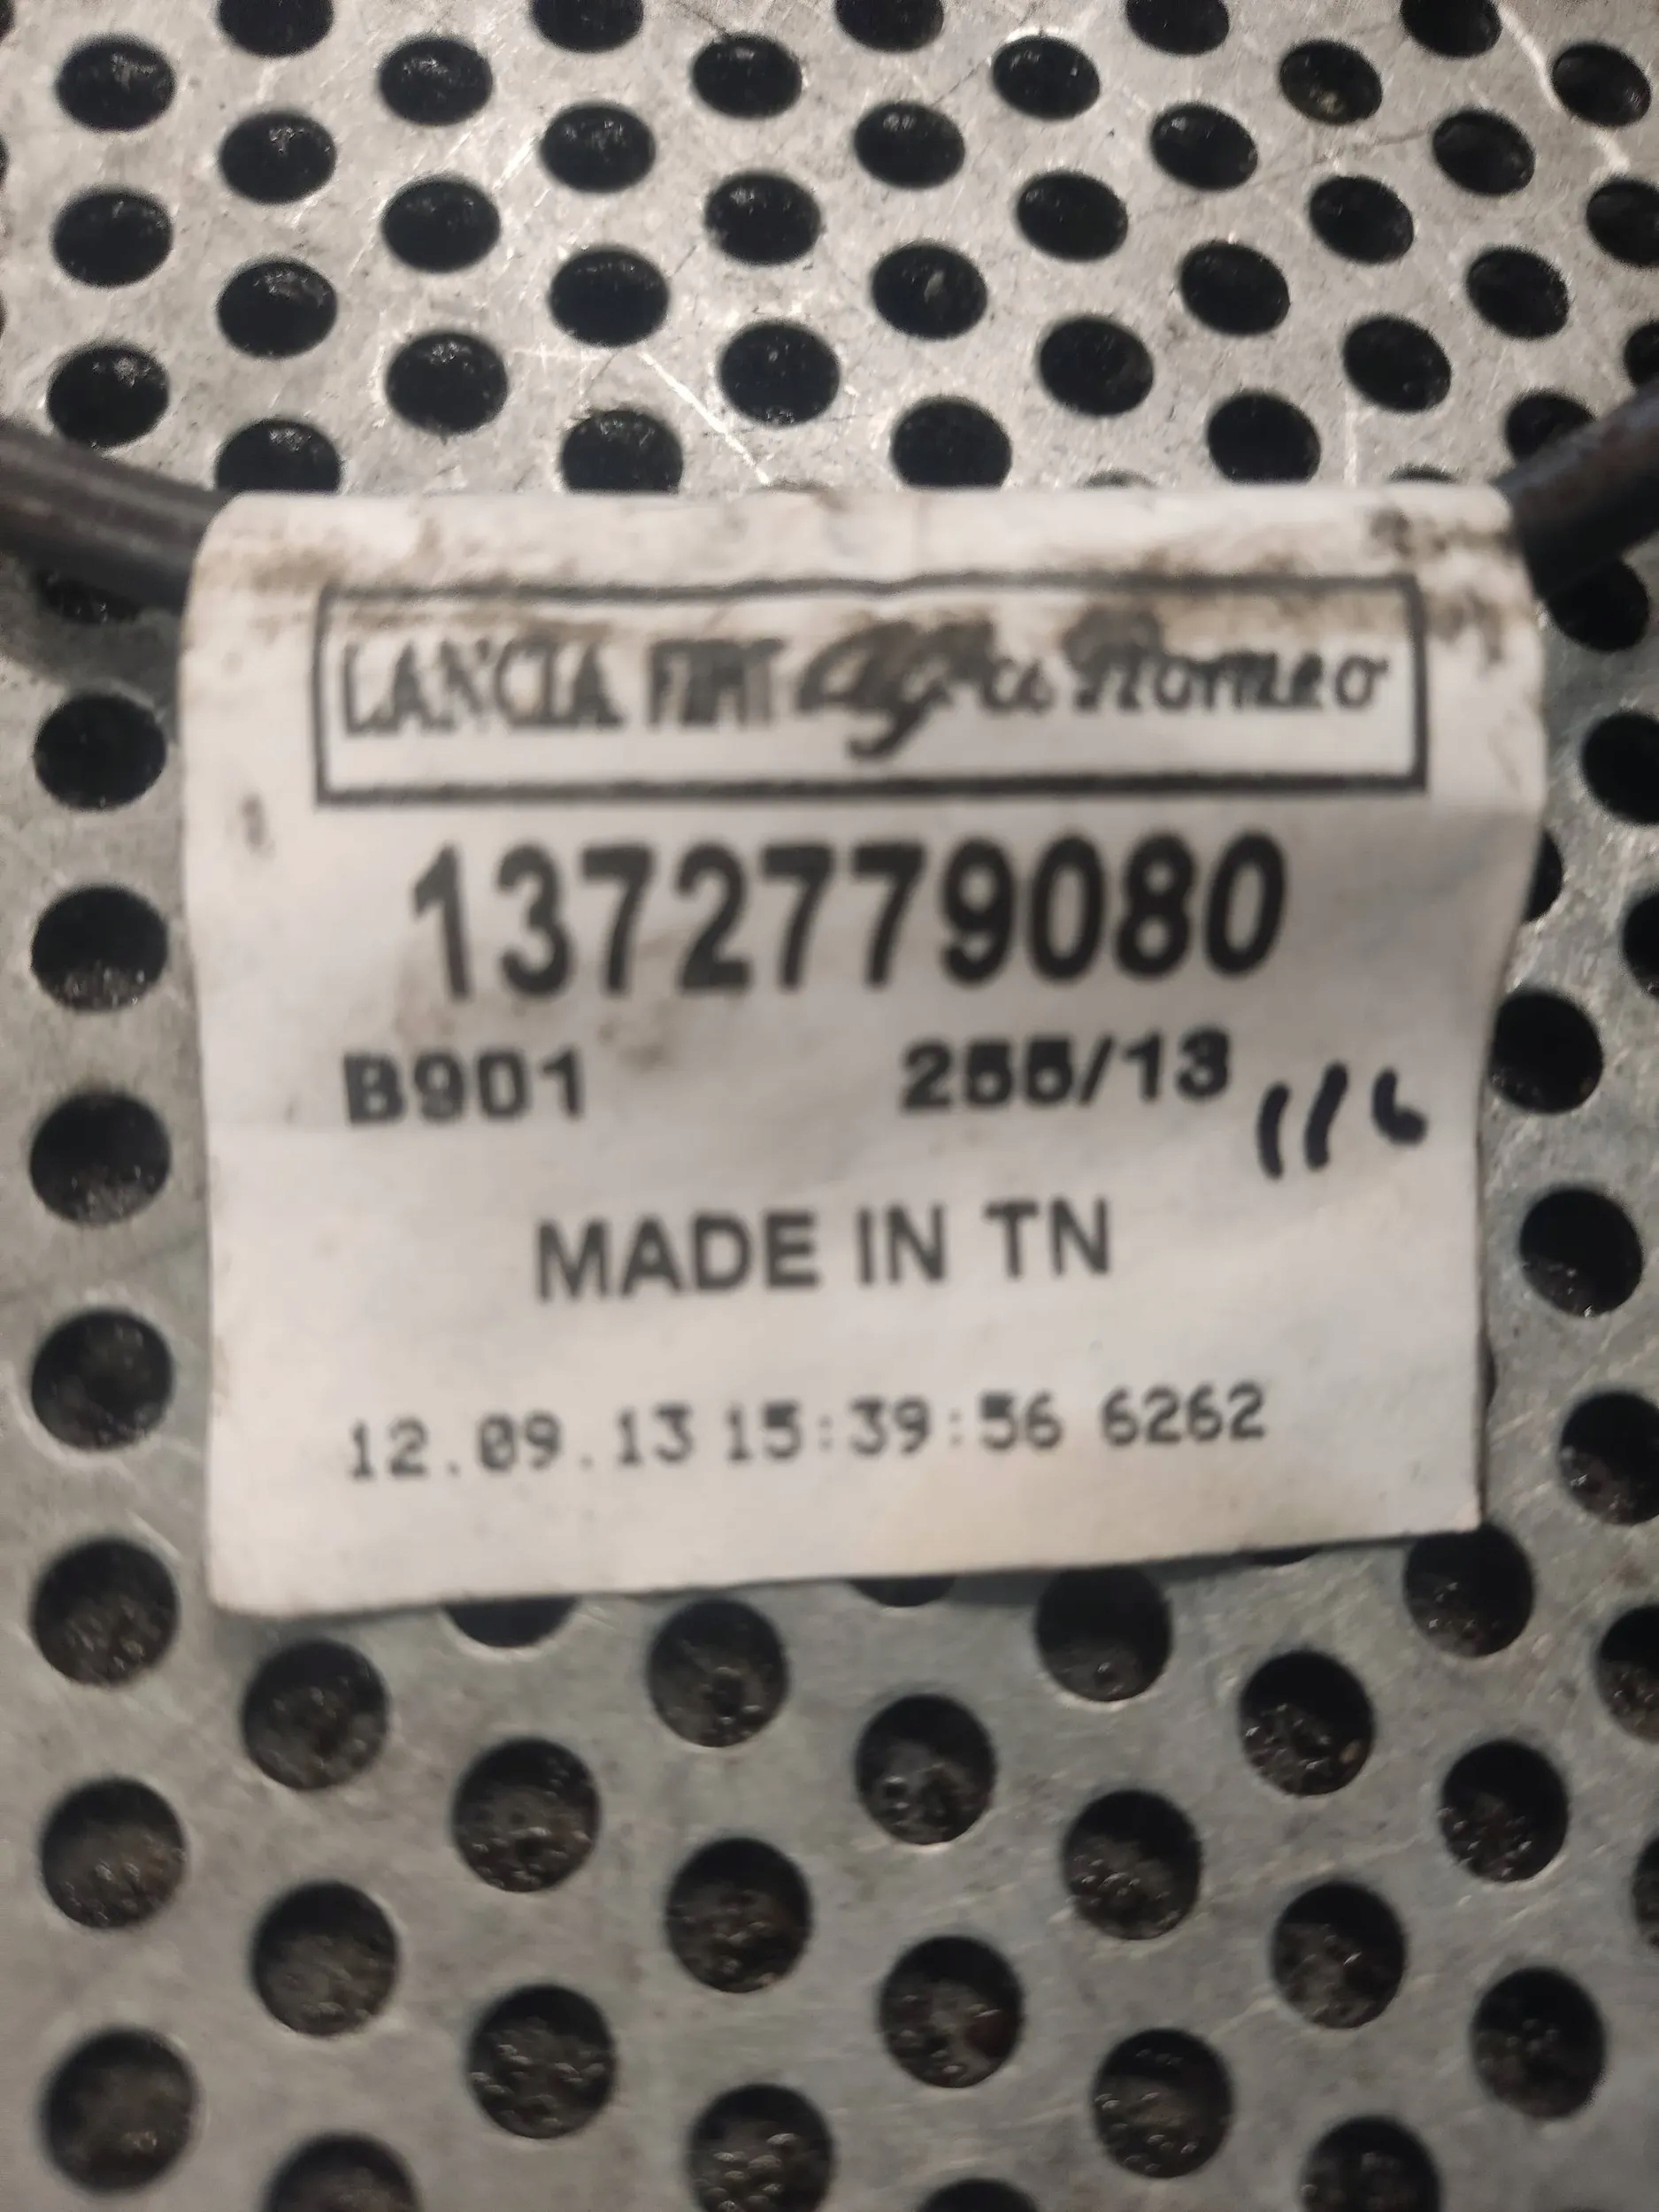 LANCIA FIAT Alfa Romeo
1372779080
B901 255/13
MADE IN TN
12.09.13 15:39:56 6262